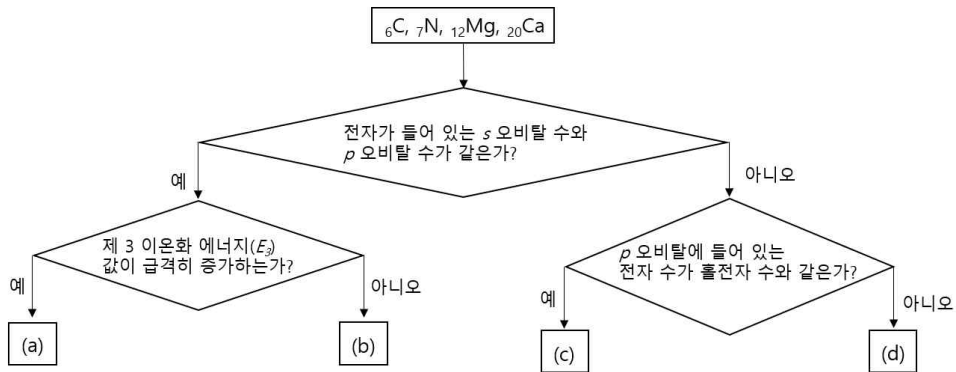 ₆C, ₇N, ₁₂Mg, ₂₀Ca
전자가 들어 있는 s 오비탈 수와
p 오비탈 수가 같은가?
예
아니오
제 3 이온화 에너지(E₃)
값이 급격히 증가하는가?
p 오비탈에 들어 있는
전자 수가 홀전자 수와 같은가?
예
아니오
예
아니오
(a)
(b)
(c)
(d)